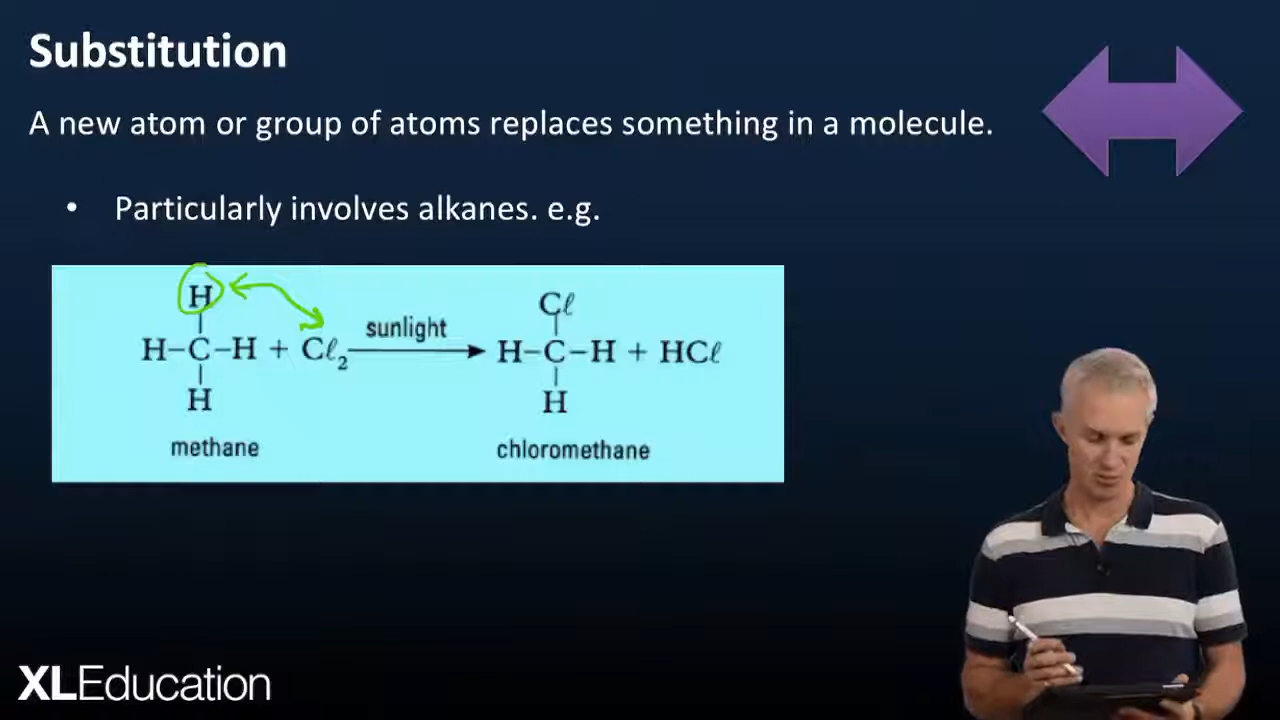 Substitution
A new atom or group of atoms replaces something in a molecule.
• Particularly involves alkanes. e.g.
H Cℓ
H–C–H + Cℓ₂ sunlight H–C–H + HCℓ
H H
methane chloromethane
XLEducation